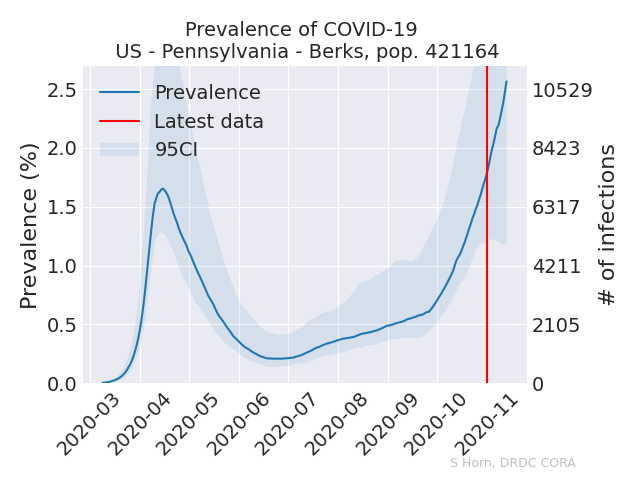 Prevalence of COVID-19
US - Pennsylvania - Berks, pop. 421164
Prevalence
Latest data
95CI
Prevalence (%)
2.5
2.0
1.5
1.0
0.5
0.0
10529
8423
6317
4211
2105
0
# of infections
2020-03
2020-04
2020-05
2020-06
2020-07
2020-08
2020-09
2020-10
2020-11
S Horn, DRDC CORA